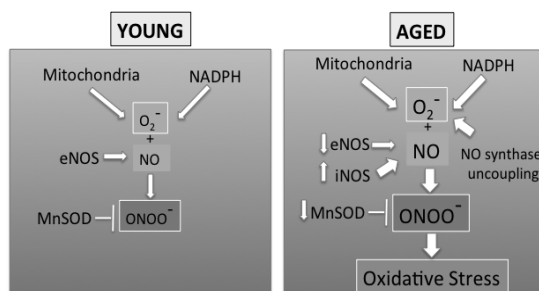 YOUNG
Mitochondria NADPH
O₂⁻
+
eNOS NO
MnSOD ONOO⁻
AGED
Mitochondria NADPH
O₂⁻
+
eNOS NO
iNOS
NO synthase
uncoupling
MnSOD ONOO⁻
Oxidative Stress